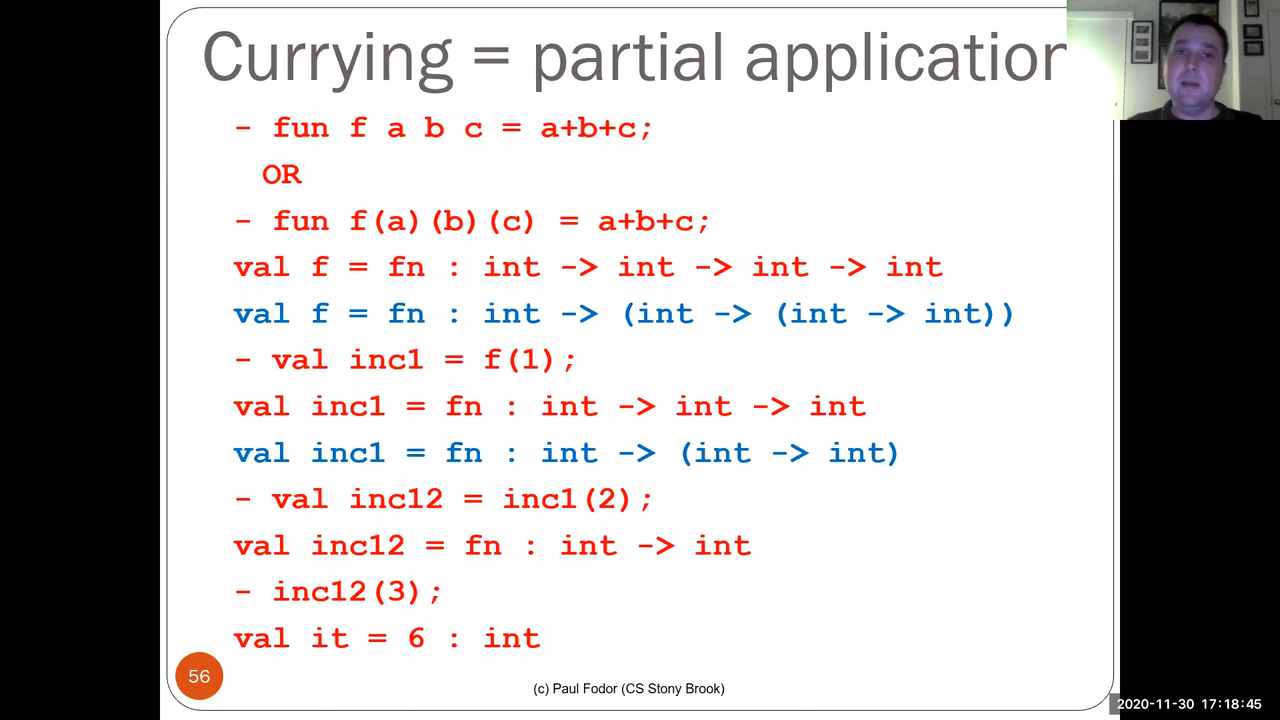 Currying = partial application
- fun f a b c = a+b+c;
OR
- fun f(a)(b)(c) = a+b+c;
val f = fn : int -> int -> int -> int
val f = fn : int -> (int -> (int -> int))
- val inc1 = f(1);
val inc1 = fn : int -> int -> int
val inc1 = fn : int -> (int -> int)
- val inc12 = inc1(2);
val inc12 = fn : int -> int
- inc12(3);
val it = 6 : int
56
(c) Paul Fodor (CS Stony Brook)
2020-11-30 17:18:45